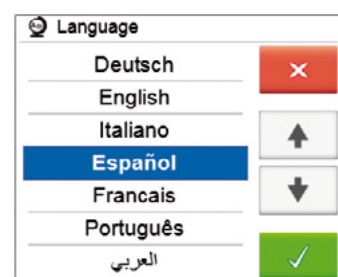 Language
Deutsch
English
Italiano
Español
Francais
Português
العربي